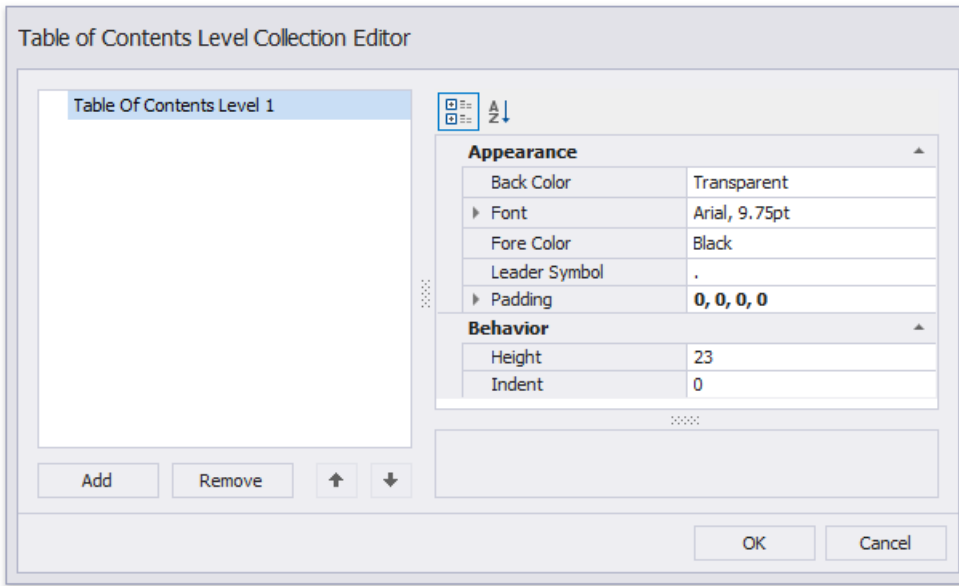 Table of Contents Level Collection Editor
Table Of Contents Level 1
A
Z
Appearance
Back Color Transparent
Font Arial, 9.75pt
Fore Color Black
Leader Symbol .
Padding 0, 0, 0, 0
Behavior
Height 23
Indent 0
Add Remove
OK Cancel